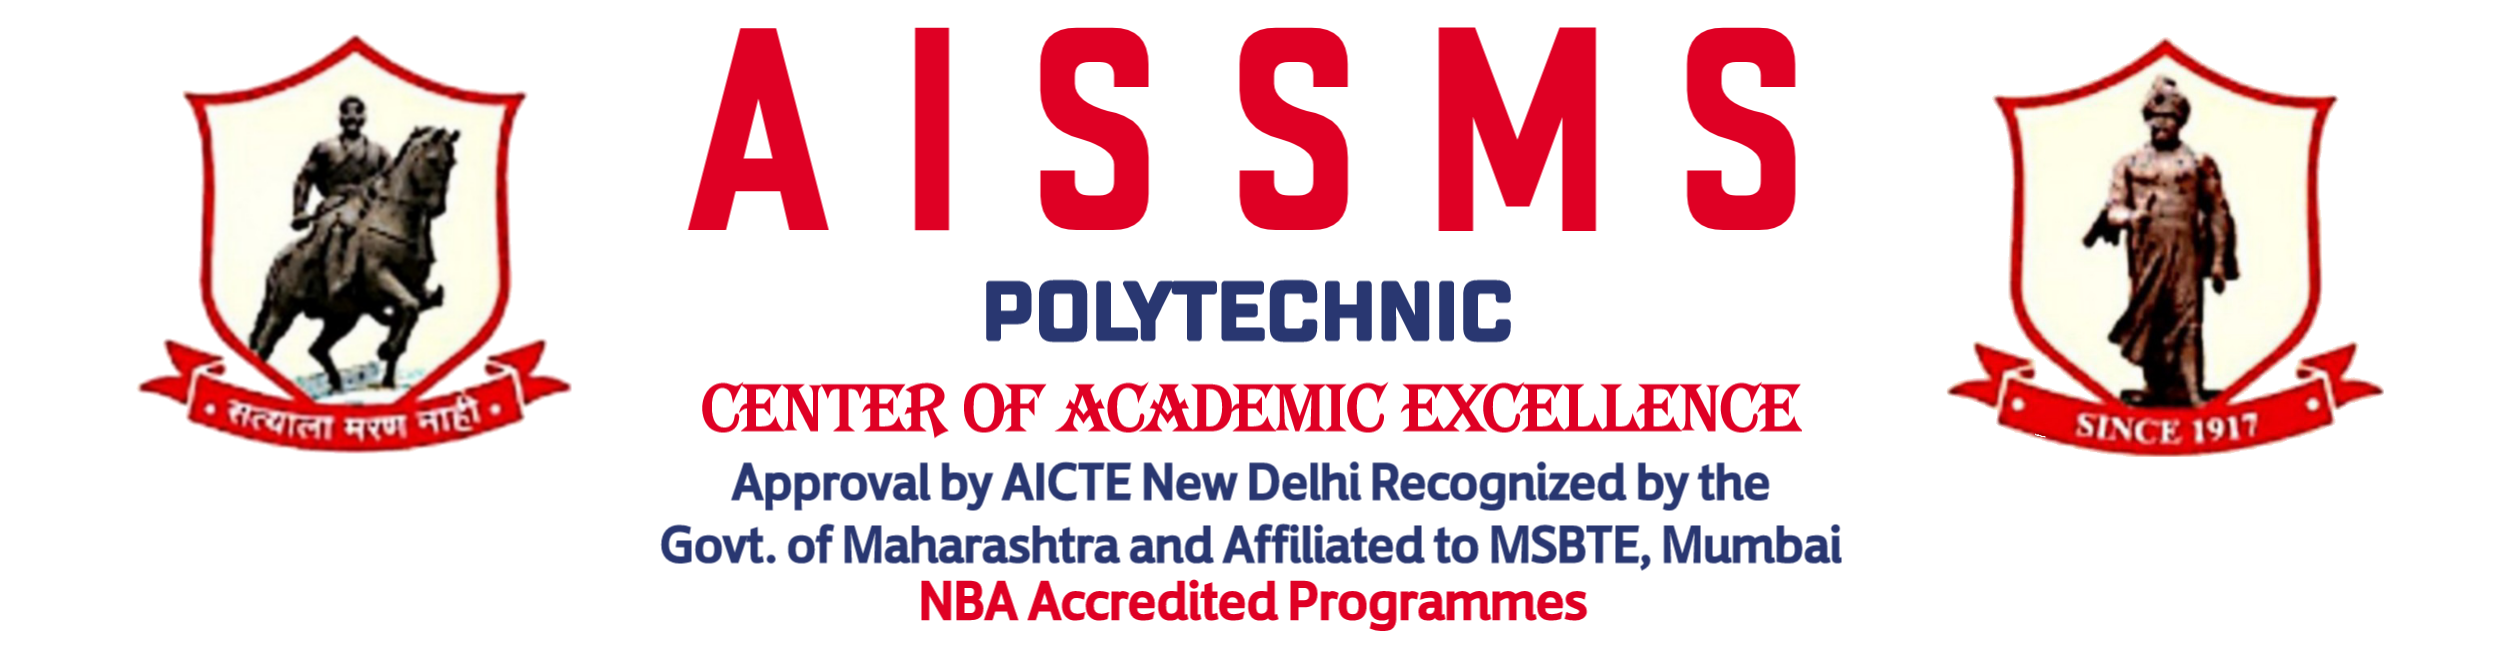 AISSMS
POLYTECHNIC
CENTER OF ACADEMIC EXCELLENCE
Approval by AICTE New Delhi Recognized by the
Govt. of Maharashtra and Affiliated to MSBTE, Mumbai
NBA Accredited Programmes
• सत्याला मरण नाही •
• SINCE 1917 •